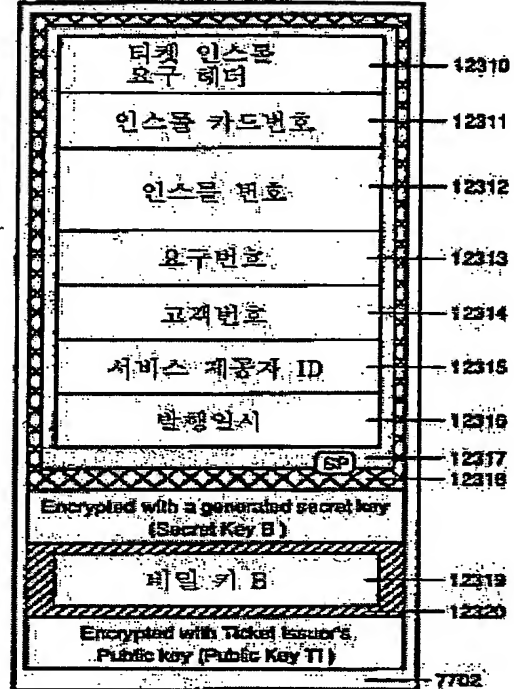 티켓 인스톨
요구 헤더
12310
인스톨 카드번호
12311
인스톨 번호
12312
요구번호
12313
고객번호
12314
서비스 제공자 ID
12315
발행일시
12316
SP
12317
12318
Encrypted with a generated secret key
(Secret Key B)
비밀 키 B
12319
12320
Encrypted with Ticket Issuer's
Public key (Public Key TI)
7702